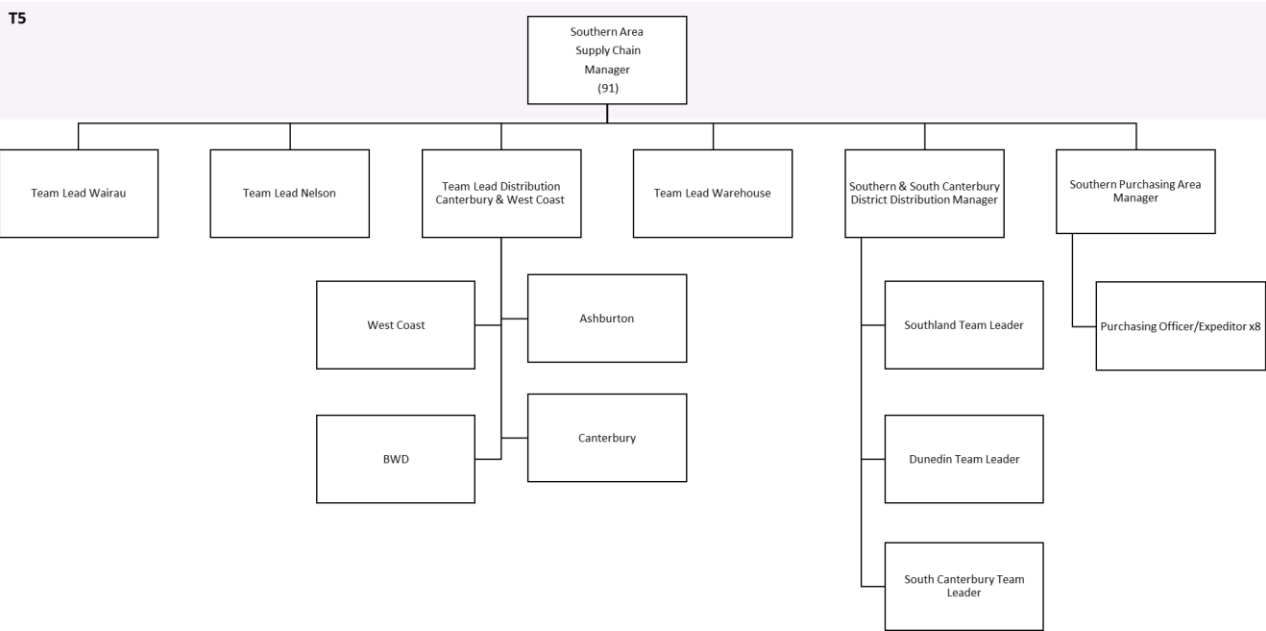 T5
Southern Area
Supply Chain
Manager
(91)
Team Lead Wairau
Team Lead Nelson
Team Lead Distribution
Canterbury & West Coast
Team Lead Warehouse
Southern & South Canterbury
District Distribution Manager
Southern Purchasing Area
Manager
West Coast
Ashburton
Southland Team Leader
Purchasing Officer/Expeditor x8
BWD
Canterbury
Dunedin Team Leader
South Canterbury Team
Leader